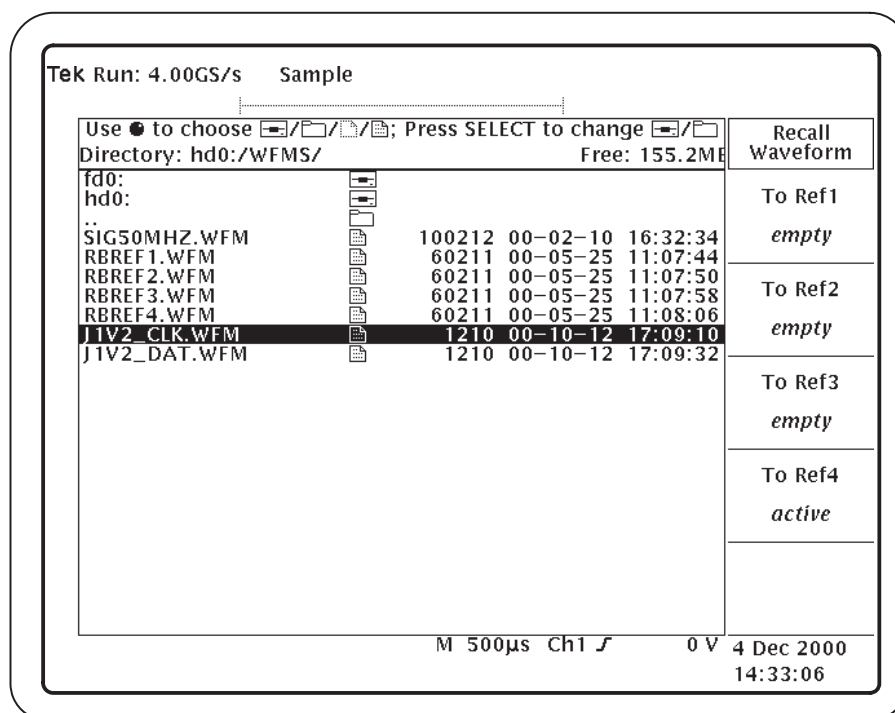 Tek Run: 4.00GS/s Sample
Use to choose / / / ; Press SELECT to change /
Directory: hd0:/WFMS/ Free: 155.2MB
fd0:
hd0:
..
SIG50MHZ.WFM 100212 00-02-10 16:32:34
RBREF1.WFM 60211 00-05-25 11:07:44
RBREF2.WFM 60211 00-05-25 11:07:50
RBREF3.WFM 60211 00-05-25 11:07:58
RBREF4.WFM 60211 00-05-25 11:08:06
J1V2_CLK.WFM 1210 00-10-12 17:09:10
J1V2_DAT.WFM 1210 00-10-12 17:09:32
Recall
Waveform
To Ref1
empty
To Ref2
empty
To Ref3
empty
To Ref4
active
M 500µs Ch1 0 V
4 Dec 2000
14:33:06